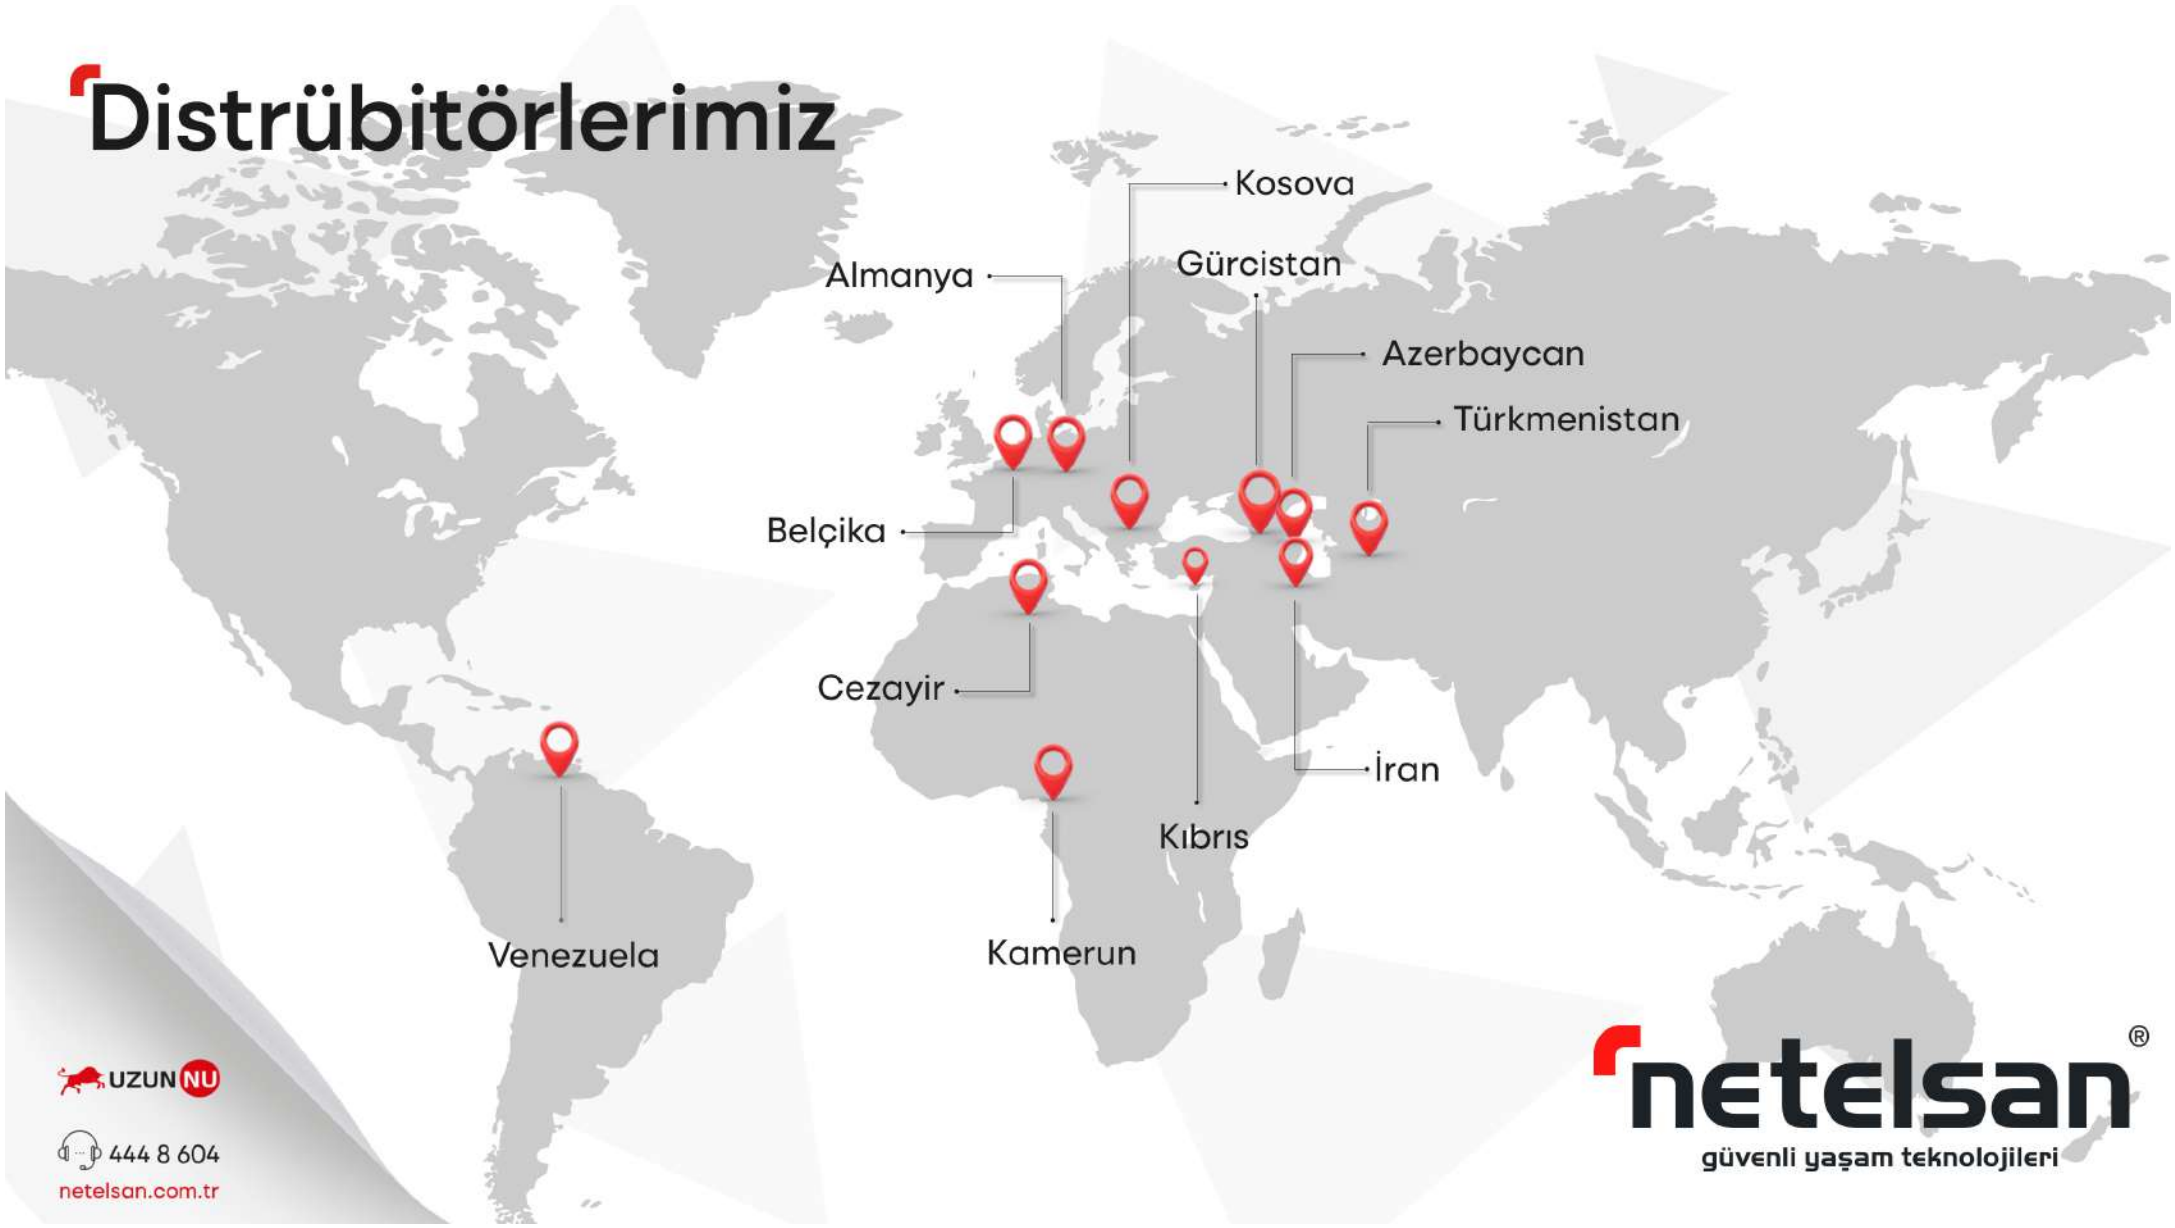 Distrübitörlerimiz
Kosova
Gürcistan
Almanya
Azerbaycan
Türkmenistan
Belçika
Cezayir
İran
Kıbrıs
Venezuela
Kamerun
UZUN NU
444 8 604
netelsan.com.tr
netelsan®
güvenli yaşam teknolojileri